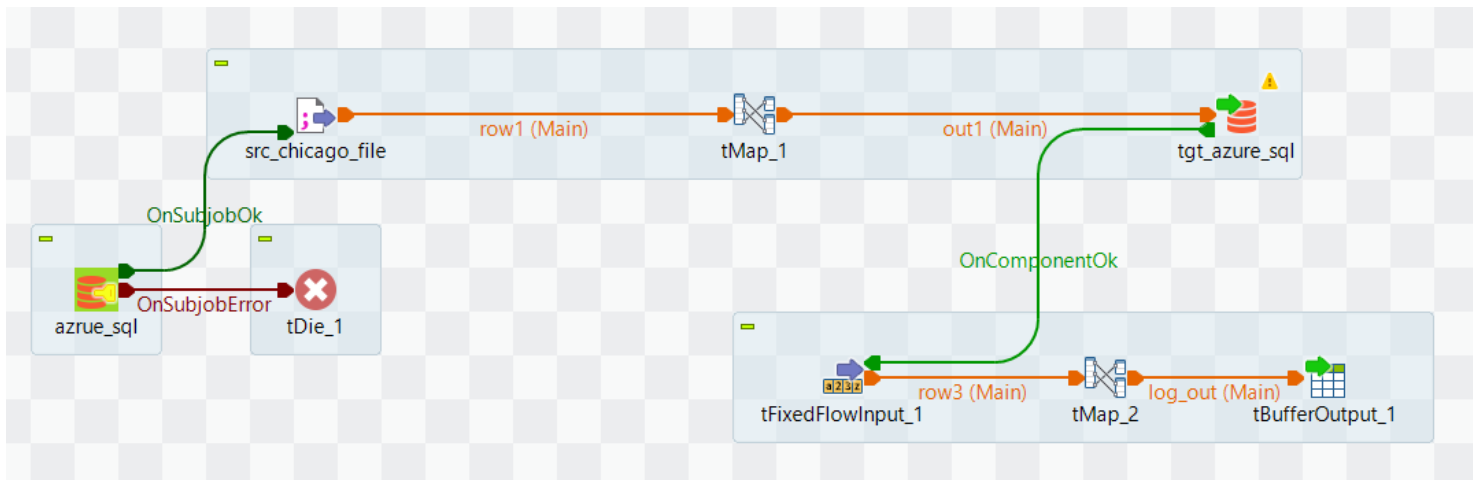 row1 (Main)
out1 (Main)
src_chicago_file
tMap_1
tgt_azure_sql
OnSubjobOk
OnComponentOk
OnSubjobError
azrue_sql
tDie_1
a23z
row3 (Main)
log_out (Main)
tFixedFlowInput_1
tMap_2
tBufferOutput_1